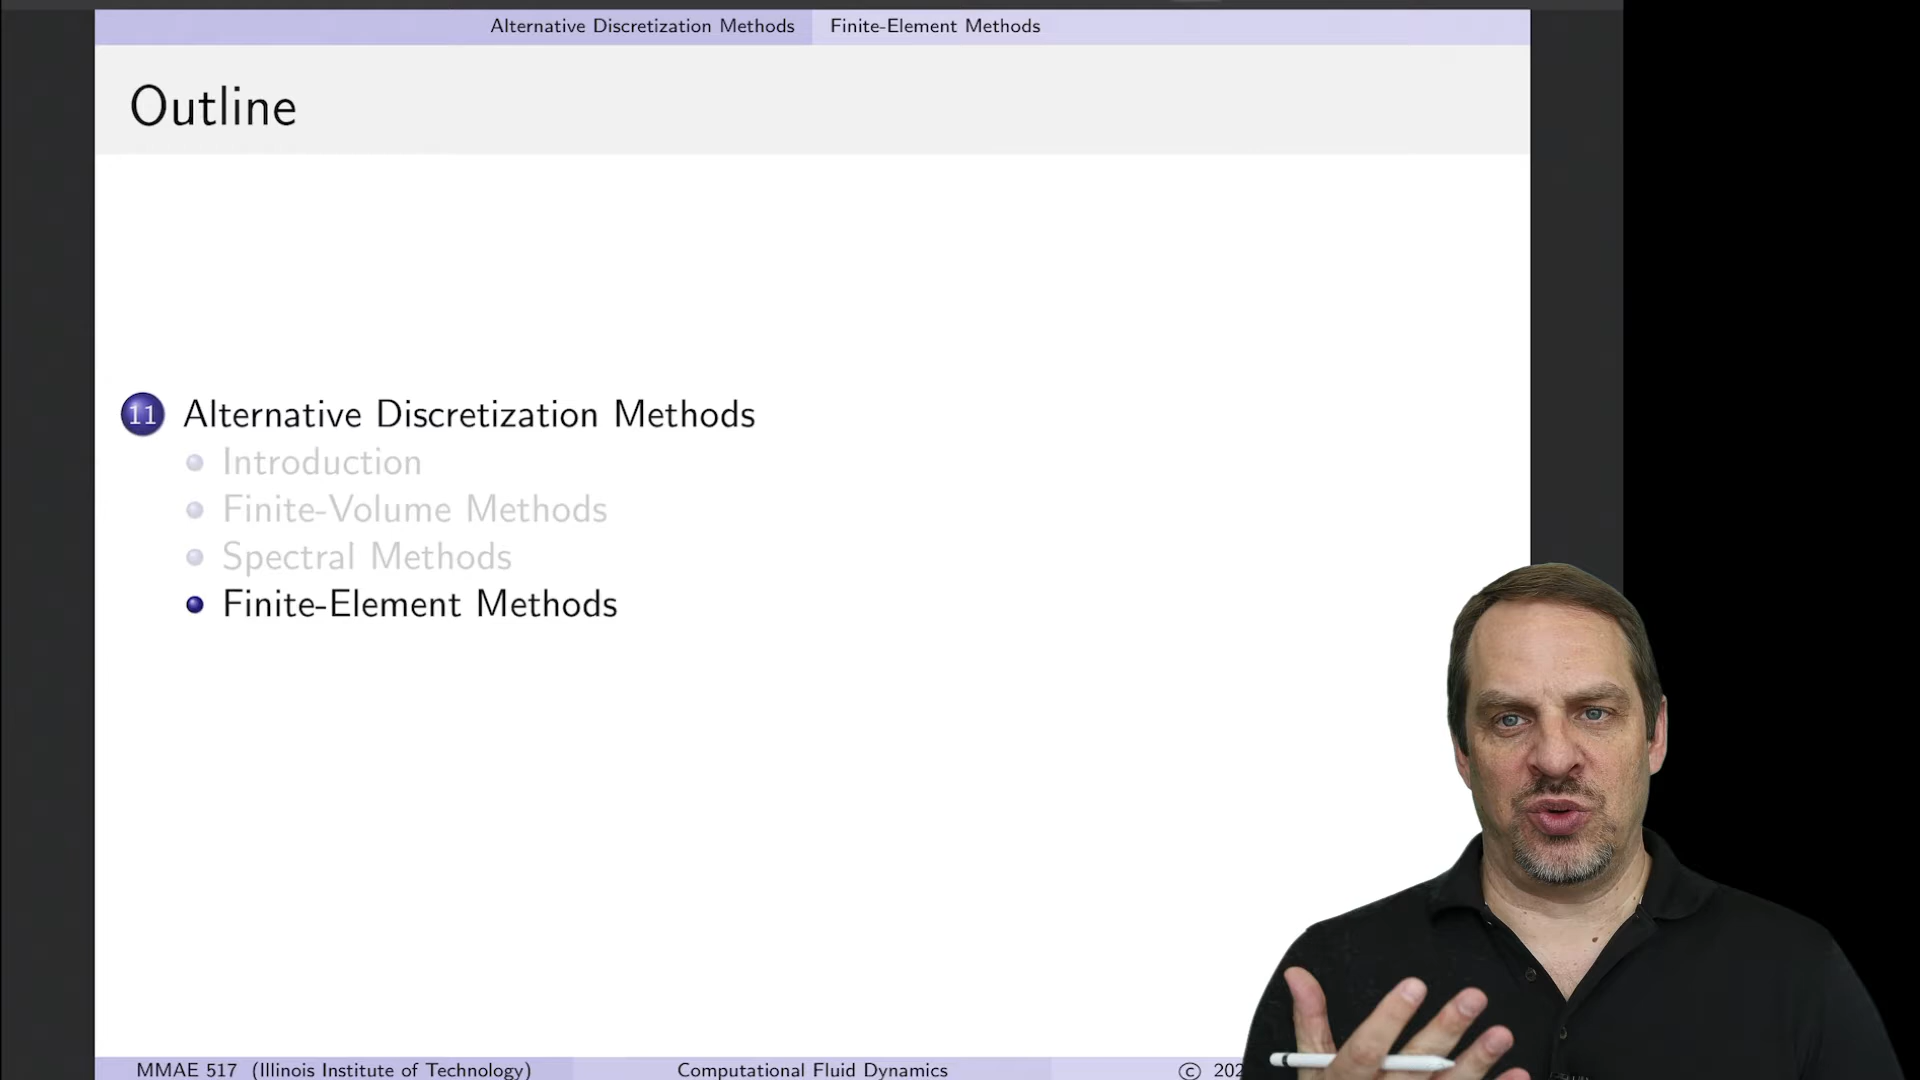 Alternative Discretization Methods Finite-Element Methods
Outline
11 Alternative Discretization Methods
Introduction
Finite-Volume Methods
Spectral Methods
Finite-Element Methods
MMAE 517 (Illinois Institute of Technology) Computational Fluid Dynamics ©